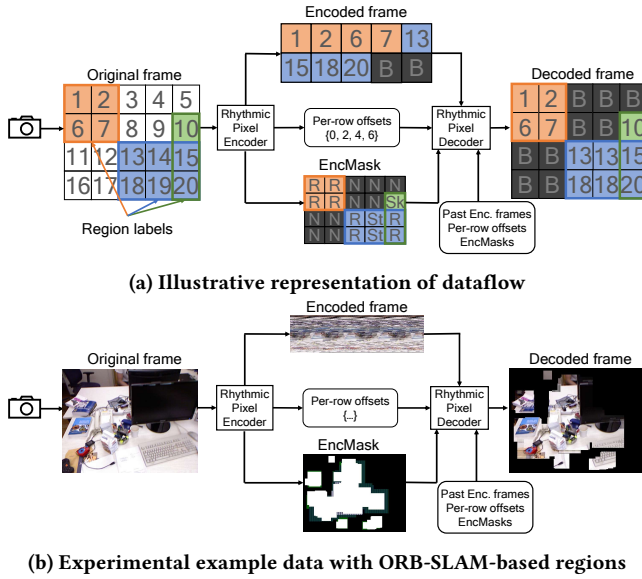 Encoded frame
1 2 6 7 13
15 18 20 B B
Original frame
1 2 3 4 5
6 7 8 9 10
11 12 13 14 15
16 17 18 19 20
Region labels
Rhythmic
Pixel
Encoder
Per-row offsets
{0, 2, 4, 6}
EncMask
R R N N N
R R N N Sk
N N R St R
N N R St R
Rhythmic
Pixel
Decoder
Past Enc. frames
Per-row offsets
EncMasks
Decoded frame
1 2 B B B
6 7 B B 10
B B 13 13 15
B B 18 18 20
(a) Illustrative representation of dataflow
Encoded frame
Original frame
Rhythmic
Pixel
Encoder
Per-row offsets
{...}
EncMask
Rhythmic
Pixel
Decoder
Past Enc. frames
Per-row offsets
EncMasks
Decoded frame
(b) Experimental example data with ORB-SLAM-based regions